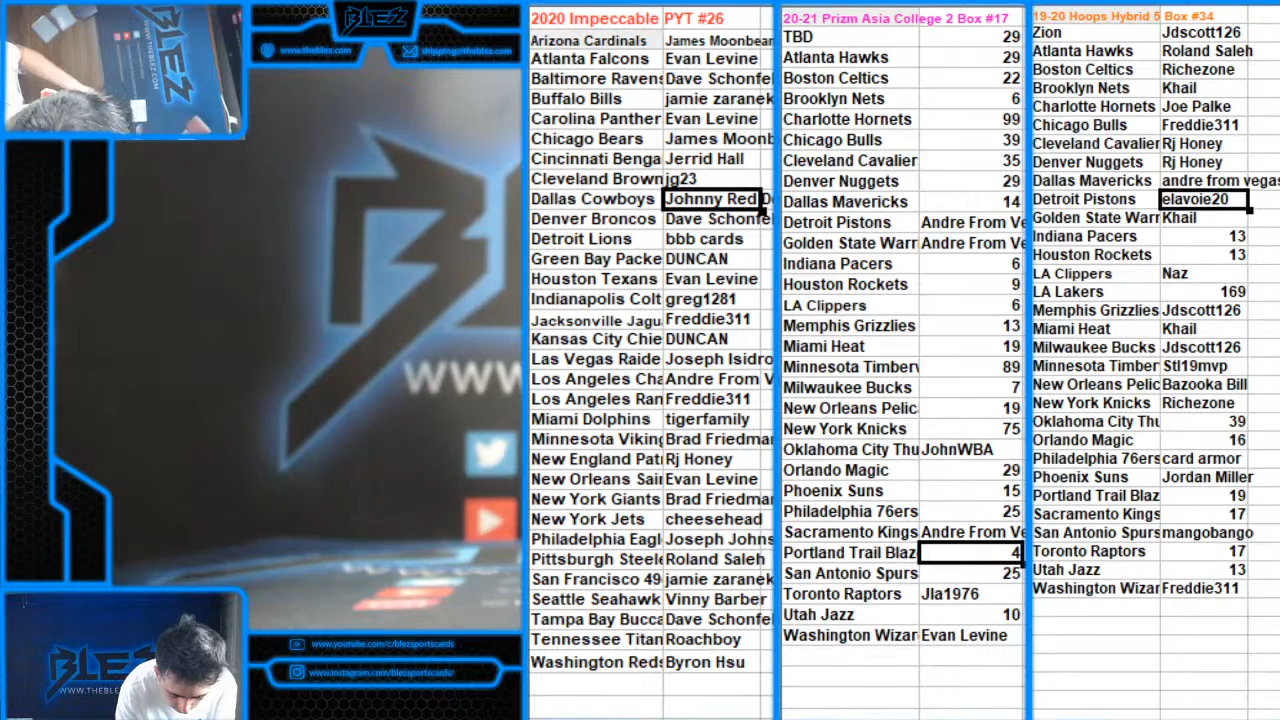 BLEZ
www.theblez.com
shipping@theblez.com
BLEZ
WWW
BLEZ
www.youtube.com/c/blezsportscards
www.instagram.com/blezsportscards/
2020 Impeccable PYT #26
Arizona Cardinals James Moonbeam
Atlanta Falcons Evan Levine
Baltimore Ravens Dave Schonfel
Buffalo Bills jamie zaranek
Carolina Panther Evan Levine
Chicago Bears James Moonb
Cincinnati Benga Jerrid Hall
Cleveland Brown jg23
Dallas Cowboys Johnny Red D
Denver Broncos Dave Schonfel
Detroit Lions bbb cards
Green Bay Packe DUNCAN
Houston Texans Evan Levine
Indianapolis Colt greg1281
Jacksonville Jagu Freddie311
Kansas City Chie DUNCAN
Las Vegas Raide Joseph Isidro
Los Angeles Cha Andre From V
Los Angeles Ran Freddie311
Miami Dolphins tigerfamily
Minnesota Viking Brad Friedman
New England Patr Rj Honey
New Orleans Sain Evan Levine
New York Giants Brad Friedman
New York Jets cheesehead
Philadelphia Eagl Joseph Johns
Pittsburgh Steele Roland Saleh
San Francisco 49 jamie zaranek
Seattle Seahawk Vinny Barber
Tampa Bay Bucca Dave Schonfel
Tennessee Titan Roachboy
Washington Reds Byron Hsu
20-21 Prizm Asia College 2 Box #17
TBD 29
Atlanta Hawks 29
Boston Celtics 22
Brooklyn Nets 6
Charlotte Hornets 99
Chicago Bulls 39
Cleveland Cavalier 35
Denver Nuggets 29
Dallas Mavericks 14
Detroit Pistons Andre From Ve
Golden State Warr Andre From Ve
Indiana Pacers 6
Houston Rockets 9
LA Clippers 6
Memphis Grizzlies 13
Miami Heat 19
Minnesota Timberv 89
Milwaukee Bucks 7
New Orleans Pelic 19
New York Knicks 75
Oklahoma City Thu JohnWBA
Orlando Magic 29
Phoenix Suns 15
Philadelphia 76ers 25
Sacramento Kings Andre From Ve
Portland Trail Blaz 4
San Antonio Spurs 25
Toronto Raptors Jla1976
Utah Jazz 10
Washington Wizar Evan Levine
19-20 Hoops Hybrid 5 Box #34
Zion Jdscott126
Atlanta Hawks Roland Saleh
Boston Celtics Richezone
Brooklyn Nets Khail
Charlotte Hornets Joe Palke
Chicago Bulls Freddie311
Cleveland Cavalier Rj Honey
Denver Nuggets Rj Honey
Dallas Mavericks andre from vegas
Detroit Pistons elavoie20
Golden State Warr Khail
Indiana Pacers 13
Houston Rockets 13
LA Clippers Naz
LA Lakers 169
Memphis Grizzlies Jdscott126
Miami Heat Khail
Milwaukee Bucks Jdscott126
Minnesota Timber Stl19mvp
New Orleans Pelic Bazooka Bill
New York Knicks Richezone
Oklahoma City Thu 39
Orlando Magic 16
Philadelphia 76ers card armor
Phoenix Suns Jordan Miller
Portland Trail Blaz 19
Sacramento Kings 17
San Antonio Spurs mangobango
Toronto Raptors 17
Utah Jazz 13
Washington Wizar Freddie311